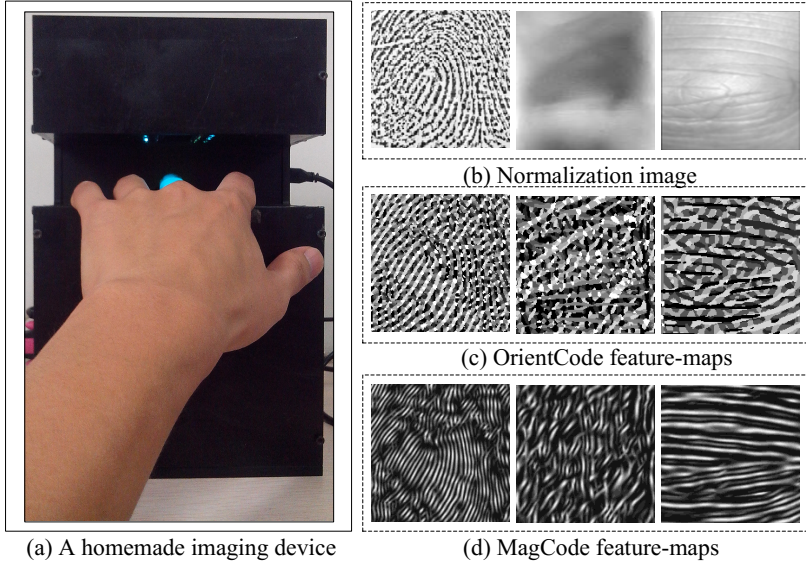 (b) Normalization image
(c) OrientCode feature-maps
(a) A homemade imaging device
(d) MagCode feature-maps